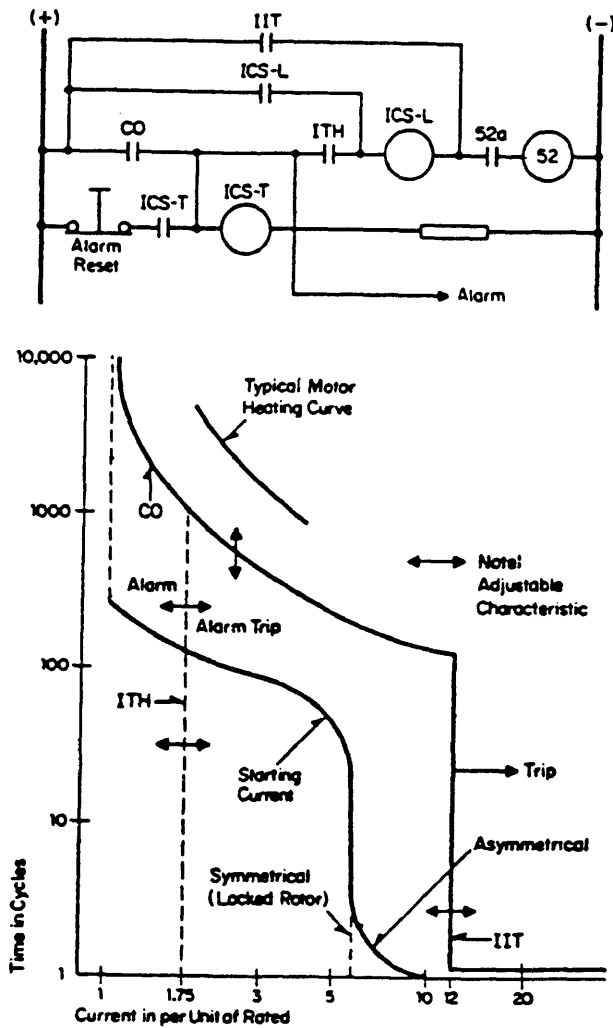 (+)
(-)
IIT
ICS-L
CO
ITH
ICS-L
52a
52
ICS-T
ICS-T
Alarm
Reset
Alarm
10,000
Typical Motor
Heating Curve
CO
1000
Note!
Adjustable
Characteristic
Alarm
Alarm Trip
100
ITH
Starting
Current
Trip
10
Symmetrical
(Locked Rotor)
Asymmetrical
IIT
1
Time in Cycles
1
1.75
3
5
10
12
20
Current in per Unit of Rated